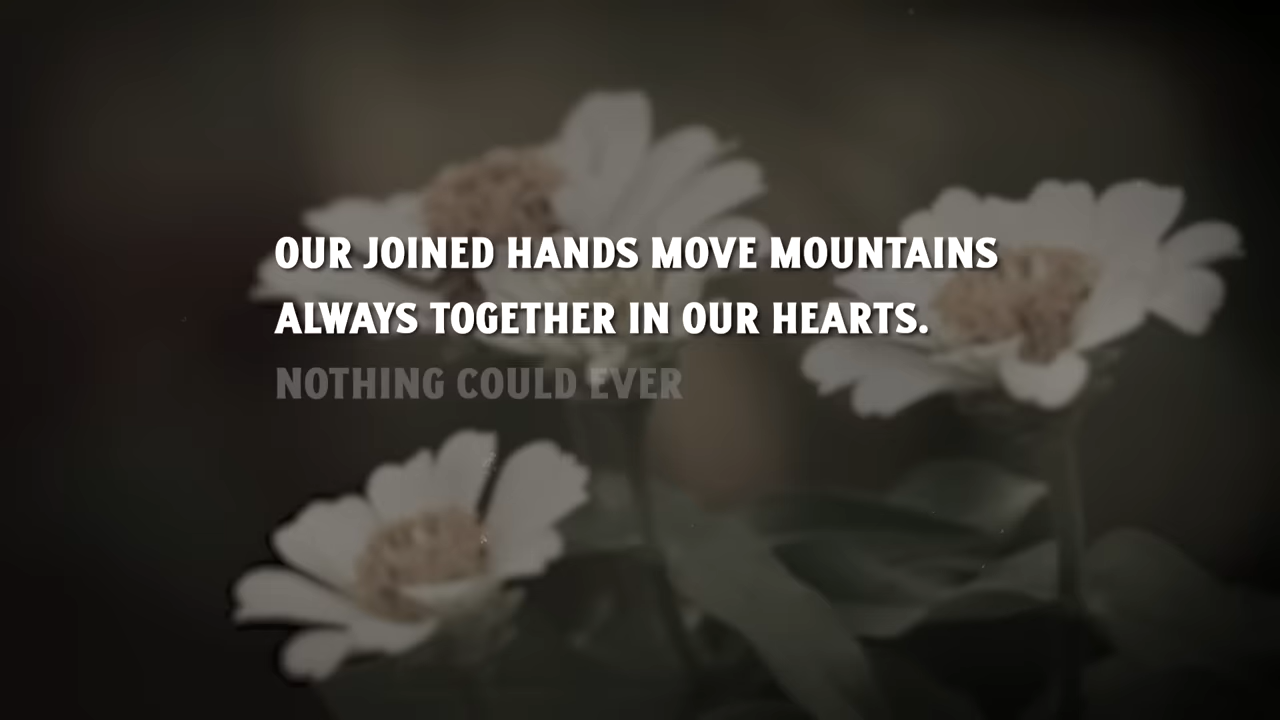 OUR JOINED HANDS MOVE MOUNTAINS
ALWAYS TOGETHER IN OUR HEARTS.
NOTHING COULD EVER